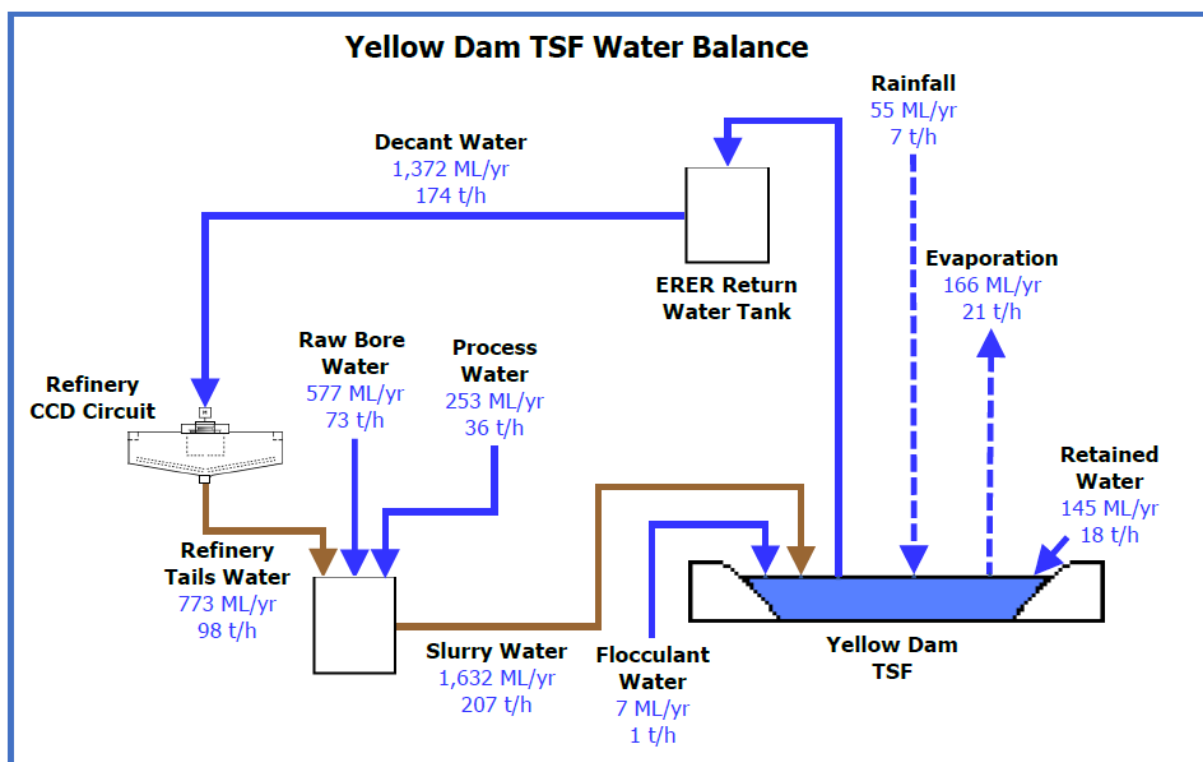 Yellow Dam TSF Water Balance
Rainfall
55 ML/yr
7 t/h
Decant Water
1,372 ML/yr
174 t/h
Evaporation
166 ML/yr
21 t/h
ERER Return
Water Tank
Raw Bore
Water
577 ML/yr
73 t/h
Process
Water
253 ML/yr
36 t/h
Refinery
CCD Circuit
M
Retained
Water
145 ML/yr
18 t/h
Refinery
Tails Water
773 ML/yr
98 t/h
Slurry Water
1,632 ML/yr
207 t/h
Flocculant
Water
7 ML/yr
1 t/h
Yellow Dam
TSF